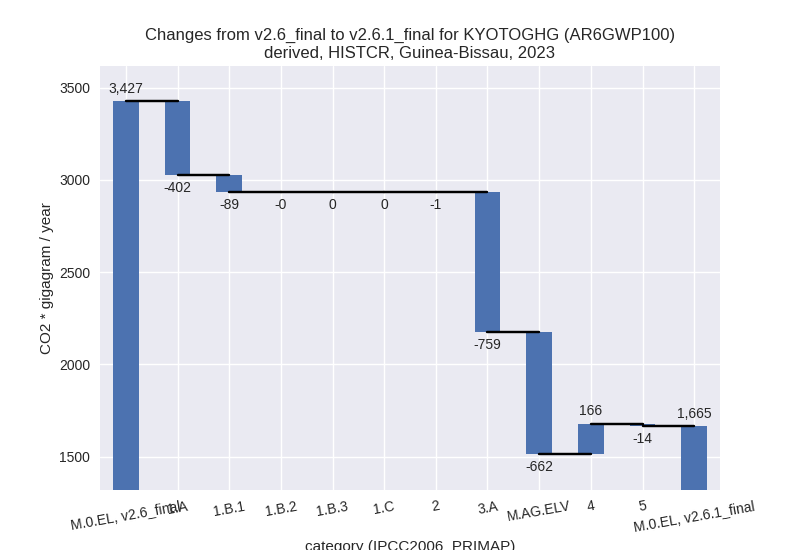 Changes from v2.6_final to v2.6.1_final for KYOTOGHG (AR6GWP100)
derived, HISTCR, Guinea-Bissau, 2023
CO2 * gigagram / year
3500
3000
2500
2000
1500
3,427
-402
-89
-0
0
0
-1
-759
-662
166
-14
1,665
M.0.EL, v2.6_final
1.A
1.B.1
1.B.2
1.B.3
1.C
2
3.A
M.AG.ELV
4
5
M.0.EL, v2.6.1_final
category (IPCC2006_PRIMAP)